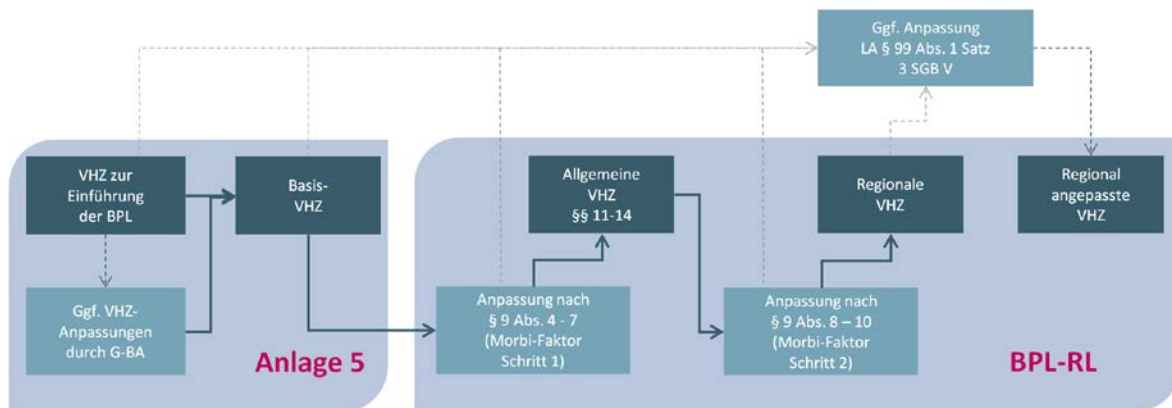 Ggf. Anpassung
LA § 99 Abs. 1 Satz
3 SGB V
VHZ zur
Einführung
der BPL
Basis-
VHZ
Allgemeine
VHZ
§§ 11-14
Regionale
VHZ
Regional
angepasste
VHZ
Ggf. VHZ-
Anpassungen
durch G-BA
Anlage 5
Anpassung nach
§ 9 Abs. 4 - 7
(Morbi-Faktor
Schritt 1)
Anpassung nach
§ 9 Abs. 8 – 10
(Morbi-Faktor
Schritt 2)
BPL-RL